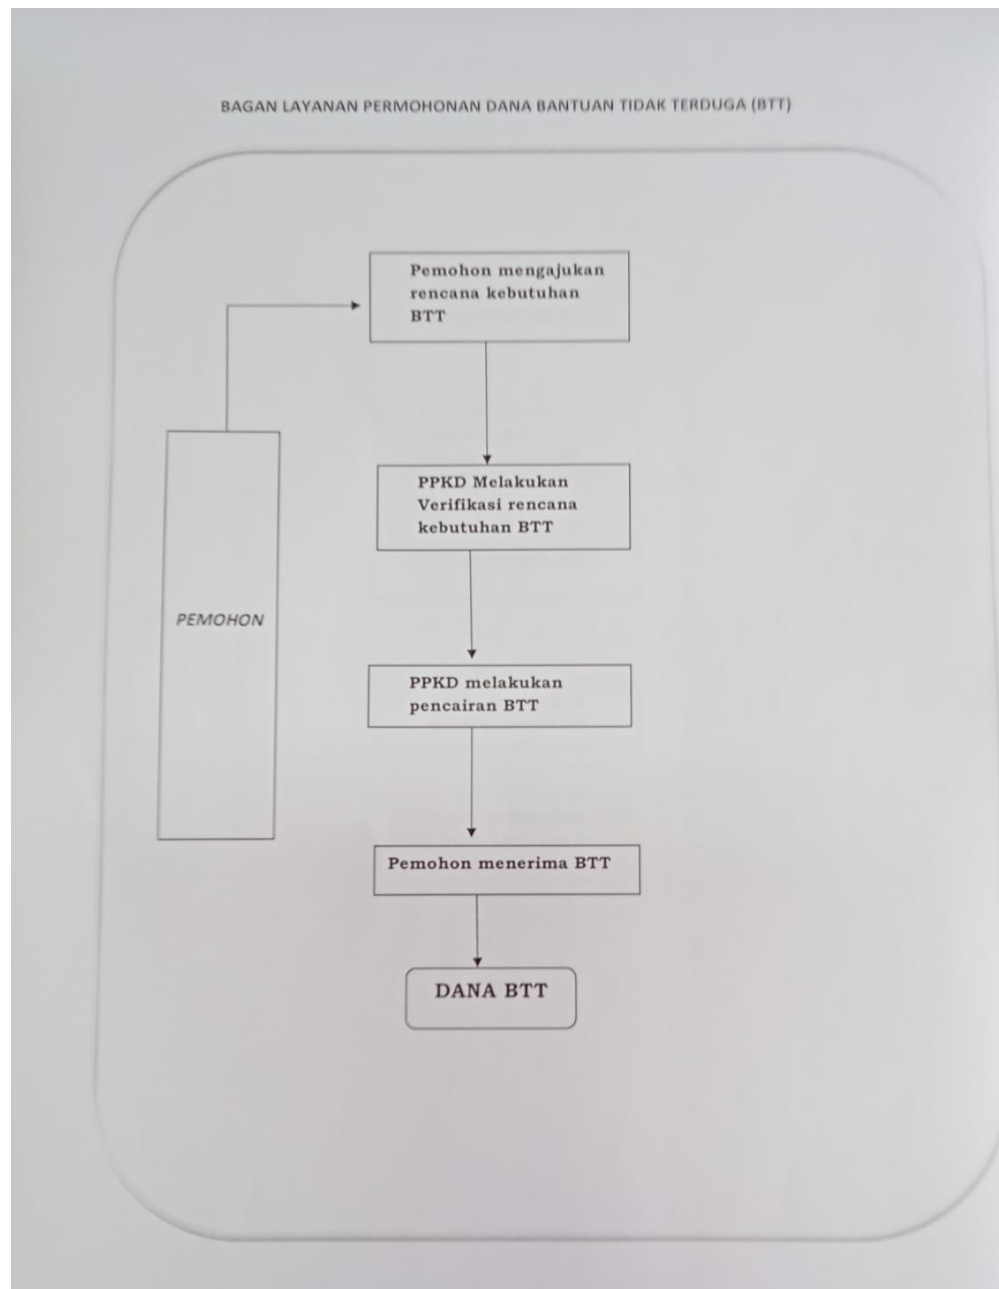 BAGAN LAYANAN PERMOHONAN DANA BANTUAN TIDAK TERDUGA (BTT)
Pemohon mengajukan
rencana kebutuhan
BTT
PPKD Melakukan
Verifikasi rencana
kebutuhan BTT
PEMOHON
PPKD melakukan
pencairan BTT
Pemohon menerima BTT
DANA BTT